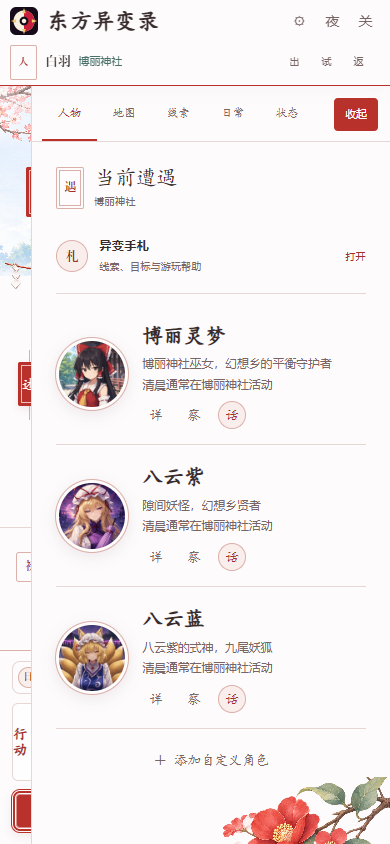 东方异变录
夜 关
人 白羽 博丽神社
出 试 返
人物 地图 线索 日常 状态 收起
遇 当前遭遇
博丽神社
札 异变手札
线索、目标与游玩帮助
打开
博丽灵梦
博丽神社巫女，幻想乡的平衡守护者
清晨通常在博丽神社活动
详 察 话
八云紫
隙间妖怪，幻想乡贤者
清晨通常在博丽神社活动
详 察 话
八云蓝
八云紫的式神，九尾妖狐
清晨通常在博丽神社活动
详 察 话
＋ 添加自定义角色
行
动